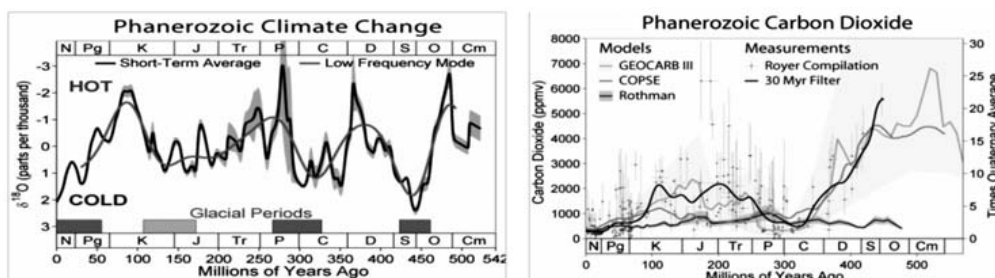 Phanerozoic Climate Change
N Pg K J Tr P C D S O Cm
Short-Term Average Low Frequency Mode
-3
-2
-1
0
1
2
3
HOT
COLD
δ18O (parts per thousand)
Glacial Periods
N Pg K J Tr P C D S O Cm
0 50 100 150 200 250 300 350 400 450 500 542
Millions of Years Ago
Phanerozoic Carbon Dioxide
8000
7000
6000
5000
4000
3000
2000
1000
0
Carbon Dioxide (ppmv)
Models
GEOCARB III
COPSE
Rothman
Measurements
Royer Compilation
30 Myr Filter
30
25
20
15
10
5
0
Times Quaternary Average
N Pg K J Tr P C D S O Cm
0 100 200 300 400 500
Millions of Years Ago